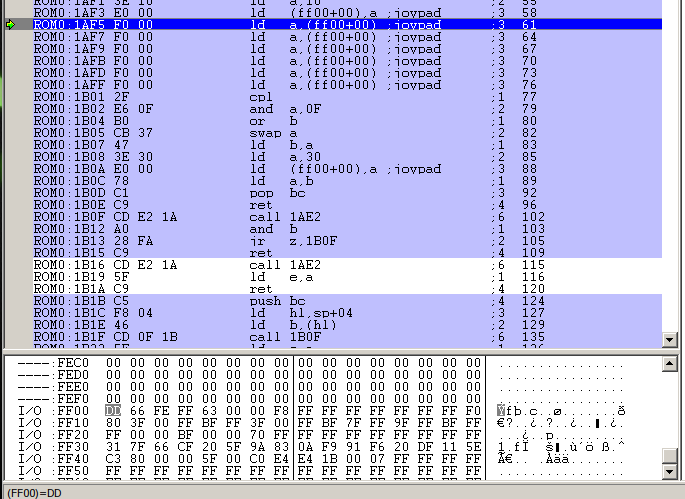 ROM0:1AF1 3E 10 ld a,10 ;2 55
ROM0:1AF3 E0 00 ld (ff00+00),a ;joypad ;3 58
ROM0:1AF5 F0 00 ld a,(ff00+00) ;joypad ;3 61
ROM0:1AF7 F0 00 ld a,(ff00+00) ;joypad ;3 64
ROM0:1AF9 F0 00 ld a,(ff00+00) ;joypad ;3 67
ROM0:1AFB F0 00 ld a,(ff00+00) ;joypad ;3 70
ROM0:1AFD F0 00 ld a,(ff00+00) ;joypad ;3 73
ROM0:1AFF F0 00 ld a,(ff00+00) ;joypad ;3 76
ROM0:1B01 2F cpl ;1 77
ROM0:1B02 E6 0F and a,0F ;2 79
ROM0:1B04 B0 or b ;1 80
ROM0:1B05 CB 37 swap a ;2 82
ROM0:1B07 47 ld b,a ;1 83
ROM0:1B08 3E 30 ld a,30 ;2 85
ROM0:1B0A E0 00 ld (ff00+00),a ;joypad ;3 88
ROM0:1B0C 78 ld a,b ;1 89
ROM0:1B0D C1 pop bc ;3 92
ROM0:1B0E C9 ret ;4 96
ROM0:1B0F CD E2 1A call 1AE2 ;6 102
ROM0:1B12 A0 and b ;1 103
ROM0:1B13 28 FA jr z,1B0F ;2 105
ROM0:1B15 C9 ret ;4 109
ROM0:1B16 CD E2 1A call 1AE2 ;6 115
ROM0:1B19 5F ld e,a ;1 116
ROM0:1B1A C9 ret ;4 120
ROM0:1B1B C5 push bc ;4 124
ROM0:1B1C F8 04 ld hl,sp+04 ;3 127
ROM0:1B1E 46 ld b,(hl) ;2 129
ROM0:1B1F CD 0F 1B call 1B0F ;6 135
----:FEC0 00 00 00 00 00 00 00 00 00 00 00 00 00 00 00 00 ................
----:FED0 00 00 00 00 00 00 00 00 00 00 00 00 00 00 00 00 ................
----:FEE0 00 00 00 00 00 00 00 00 00 00 00 00 00 00 00 00 ................
----:FEF0 00 00 00 00 00 00 00 00 00 00 00 00 00 00 00 00 ................
I/O :FF00 DD 66 FE FF 63 00 00 F8 FF FF FF FF FF FF FF F0
I/O :FF10 80 3F 00 FF BF FF 3F 00 FF BF 7F FF 9F FF BF FF
I/O :FF20 FF 00 00 BF 00 00 70 FF FF FF FF FF FF FF FF FF
I/O :FF30 31 7F 66 CF 20 5F 9A 83 0A F9 91 F6 20 DF 11 5E
I/O :FF40 C3 80 00 00 5F 00 C0 E4 E4 1B 00 07 FF FF FF FF
I/O :FF50 FF FF FF FF FF FF FF FF FF FF FF FF FF FF FF FF
(FF00)=DD